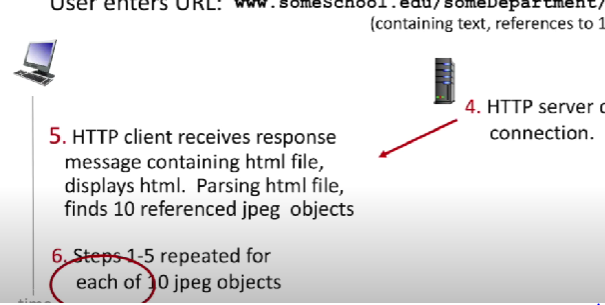 User enters URL: www.someSchool.edu/someDepartment/
(containing text, references to 1
4. HTTP server
connection.
5. HTTP client receives response
message containing html file,
displays html. Parsing html file,
finds 10 referenced jpeg objects
6. Steps 1-5 repeated for
each of 10 jpeg objects
time